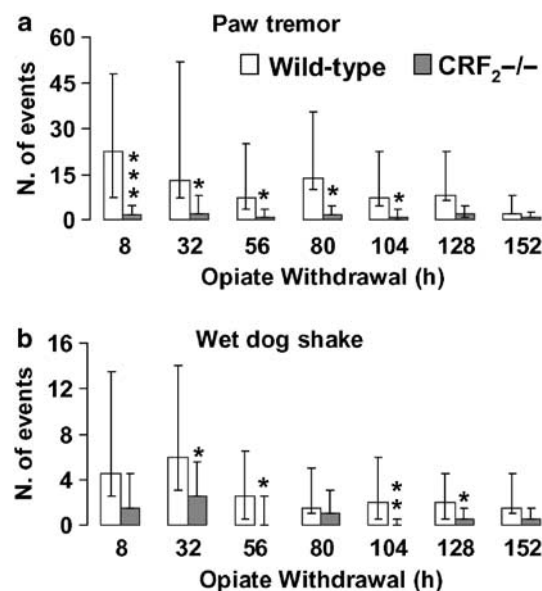 a Paw tremor
Wild-type CRF₂–/–
N. of events
60
45
30
15
0
*** * * * *
8 32 56 80 104 128 152
Opiate Withdrawal (h)
b Wet dog shake
N. of events
16
12
8
4
0
* * ** *
8 32 56 80 104 128 152
Opiate Withdrawal (h)